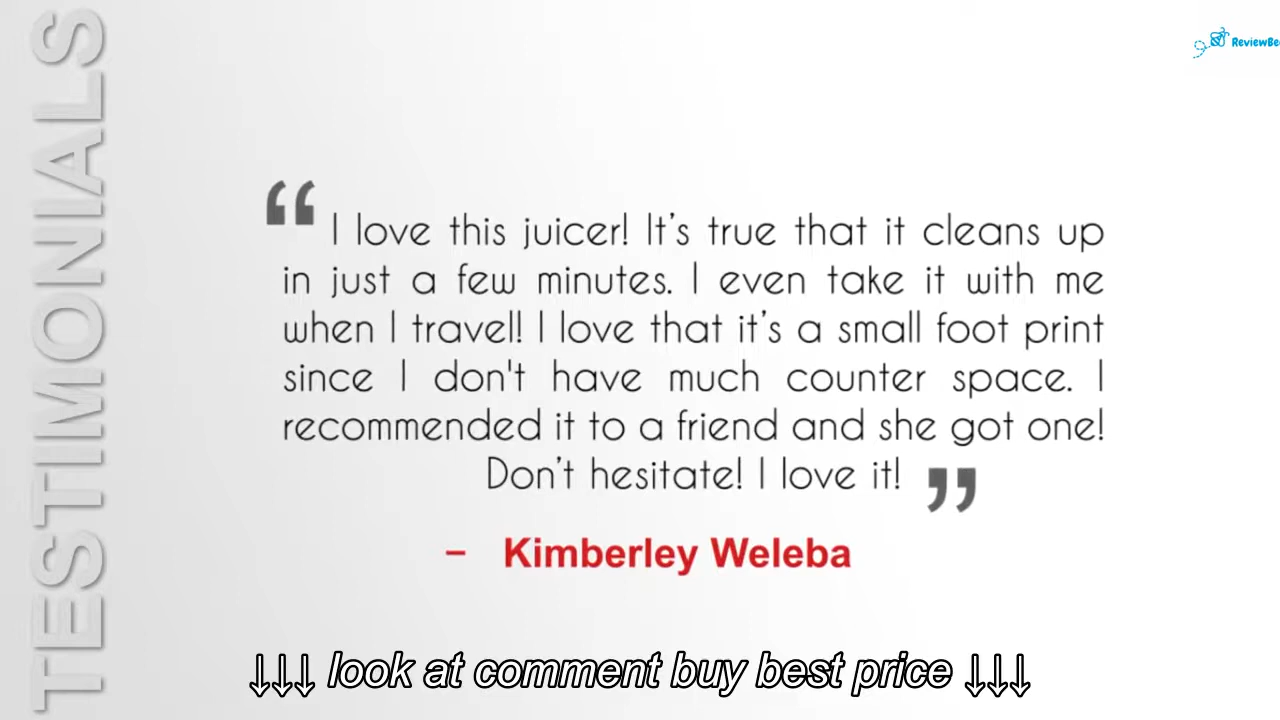 TESTIMONIALS
ReviewBee
“ I love this juicer! It’s true that it cleans up
in just a few minutes. I even take it with me
when I travel! I love that it’s a small foot print
since I don't have much counter space. I
recommended it to a friend and she got one!
Don’t hesitate! I love it! ”
– Kimberley Weleba
↓↓↓ look at comment buy best price ↓↓↓